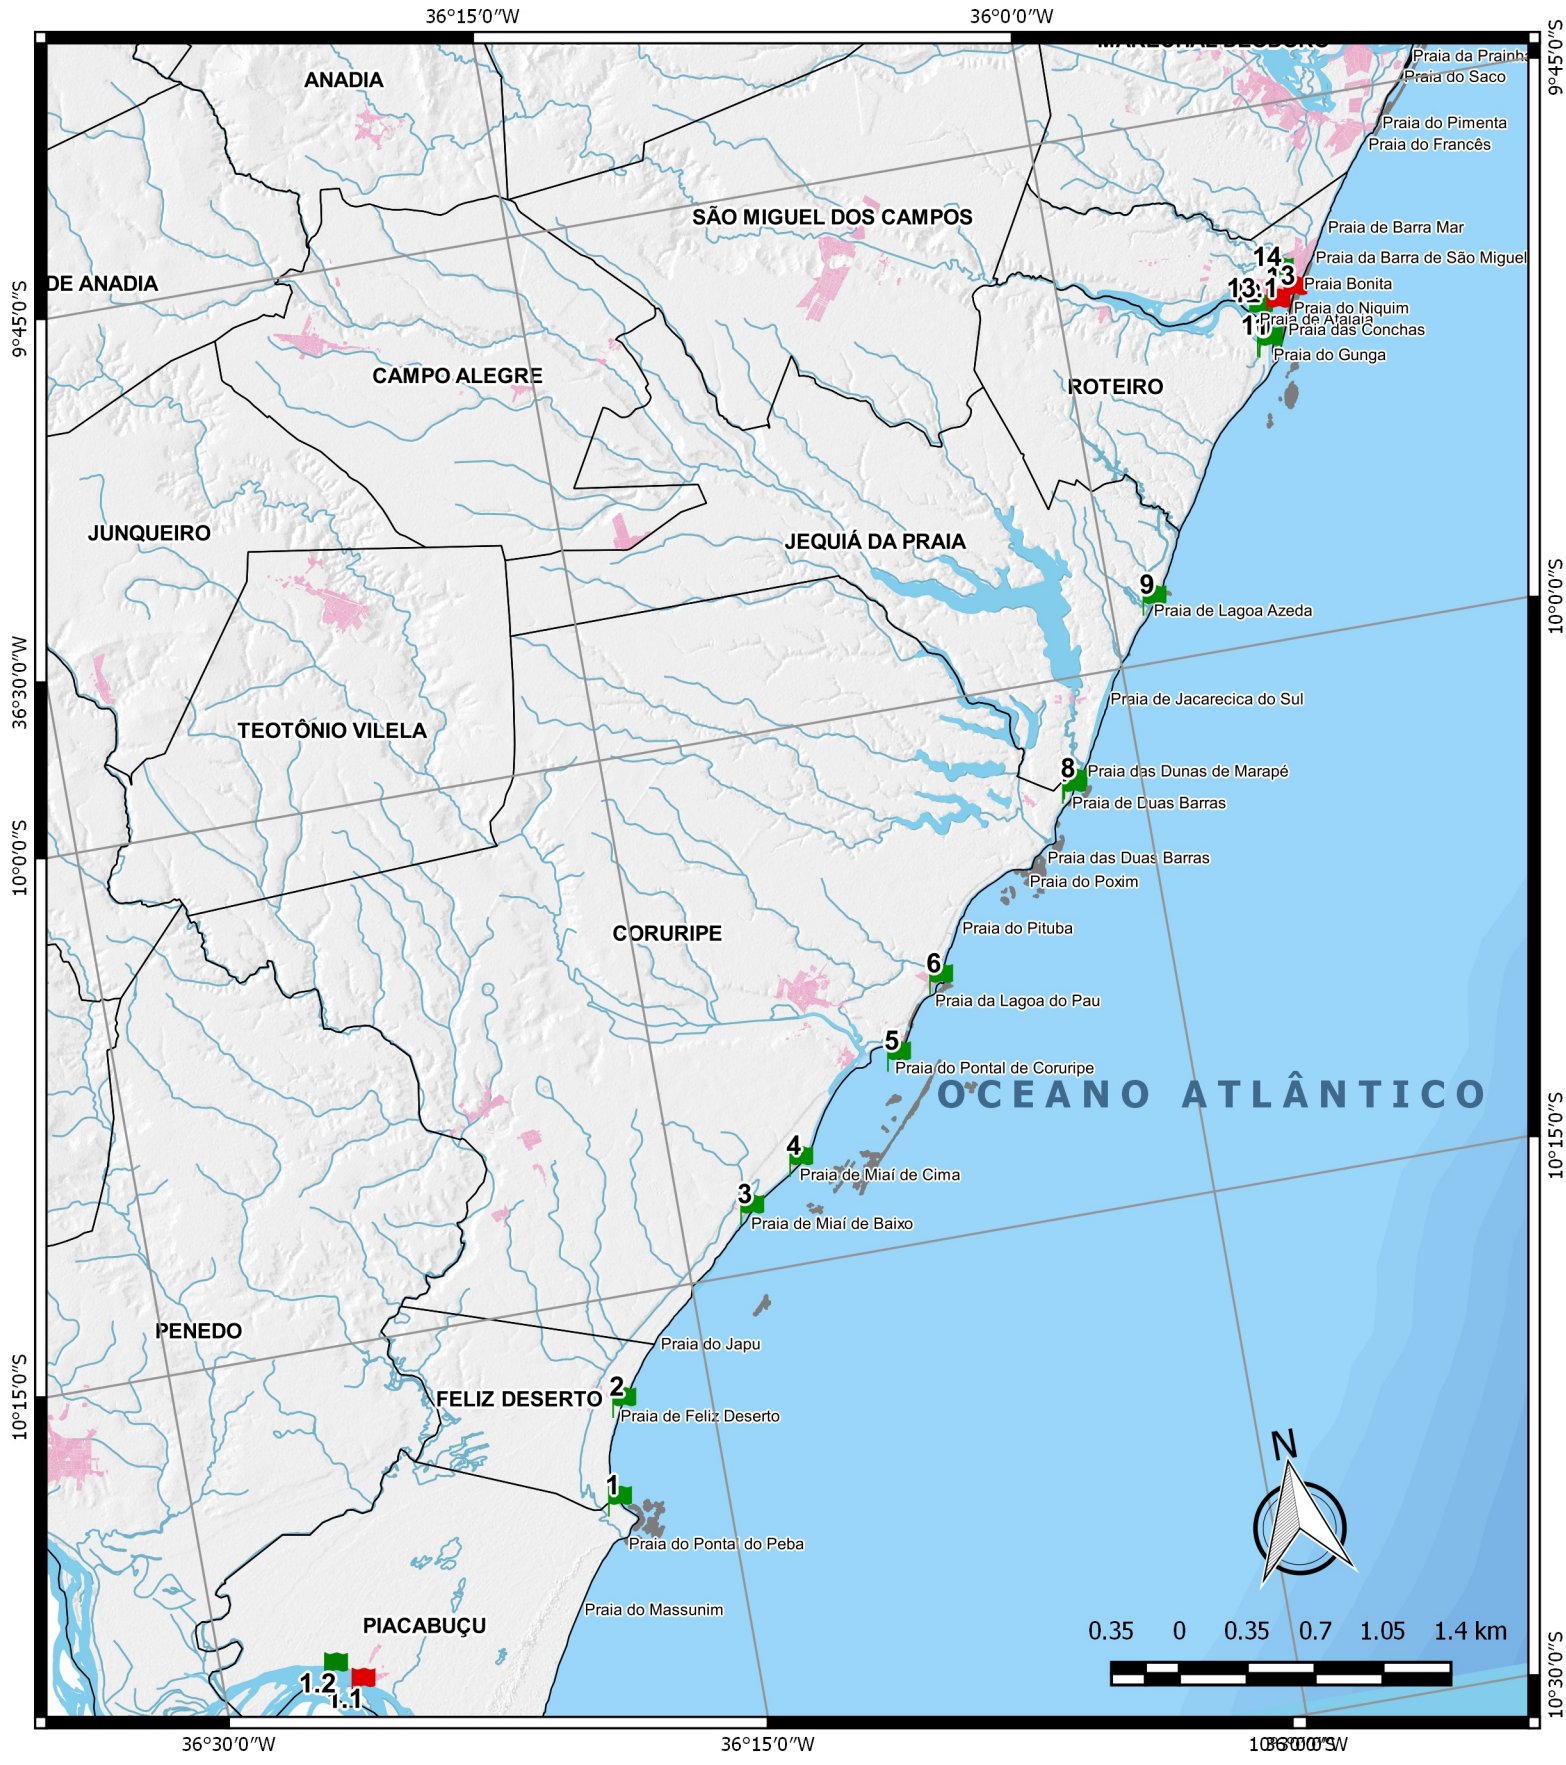 36°15'0"W
36°0'0"W
MARECHAL DEODORO
Praia da Prainha
ANADIA
Praia do Saco
9°45'0"S
Praia do Pimenta
Praia do Francês
SÃO MIGUEL DOS CAMPOS
Praia de Barra Mar
14
Praia da Barra de São Miguel
DE ANADIA
13
Praia Bonita
13.1
Praia do Niquim
Praia de Atalaia
11
Praia das Conchas
9°45'0"S
Praia do Gunga
CAMPO ALEGRE
ROTEIRO
JUNQUEIRO
JEQUIÁ DA PRAIA
9
10°0'0"S
Praia de Lagoa Azeda
36°30'0"W
Praia de Jacarecica do Sul
TEOTÔNIO VILELA
8
Praia das Dunas de Marapé
Praia de Duas Barras
10°0'0"S
Praia das Duas Barras
Praia do Poxim
CORURIPE
Praia do Pituba
6
Praia da Lagoa do Pau
5
Praia do Pontal de Coruripe
OCEANO ATLÂNTICO
4
10°15'0"S
Praia de Miaí de Cima
3
Praia de Miaí de Baixo
PENEDO
Praia do Japu
2
FELIZ DESERTO
10°15'0"S
Praia de Feliz Deserto
N
1
Praia do Pontal do Peba
Praia do Massunim
PIACABUÇU
0.35 0 0.35 0.7 1.05 1.4 km
1.2
1.1
10°30'0"S
36°30'0"W
36°15'0"W